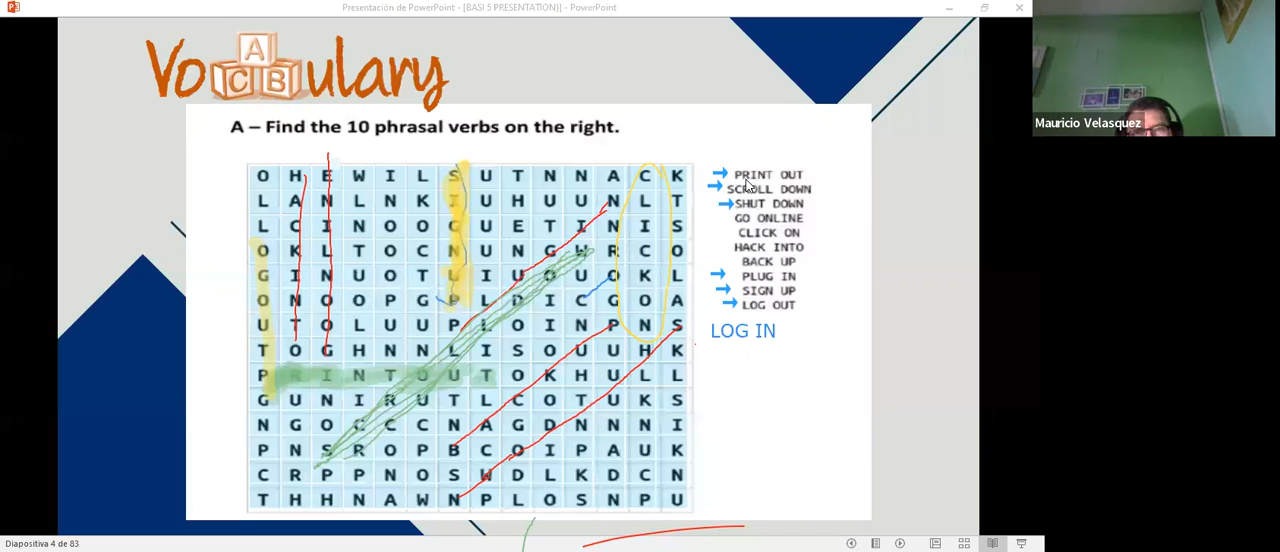 Presentación de PowerPoint - [BASI 5 PRESENTATION)] - PowerPoint
VoCABulary
A – Find the 10 phrasal verbs on the right.
O H E W I L S U T N N A C K
L A N L N K I U H U U N L T
L C I N O O G U E T I N I S
O K L T O C N U N G W R C O
G I N U O T U I U O U O K L
O N O O P G P L D I C G O A
U T O L U U P L O I N P N S
T O G H N N L I S O U U H K
P R I N T O U T O K H U L L
G U N I R U T L C O T U K S
N G O C C C N A G D N N N I
P N S R O P B C O I P A U K
C R P P N O S W D L K D C N
T H H N A W N P L O S N P U
PRINT OUT
SCROLL DOWN
SHUT DOWN
GO ONLINE
CLICK ON
HACK INTO
BACK UP
PLUG IN
SIGN UP
LOG OUT
LOG IN
Mauricio Velasquez
Diapositiva 4 de 83